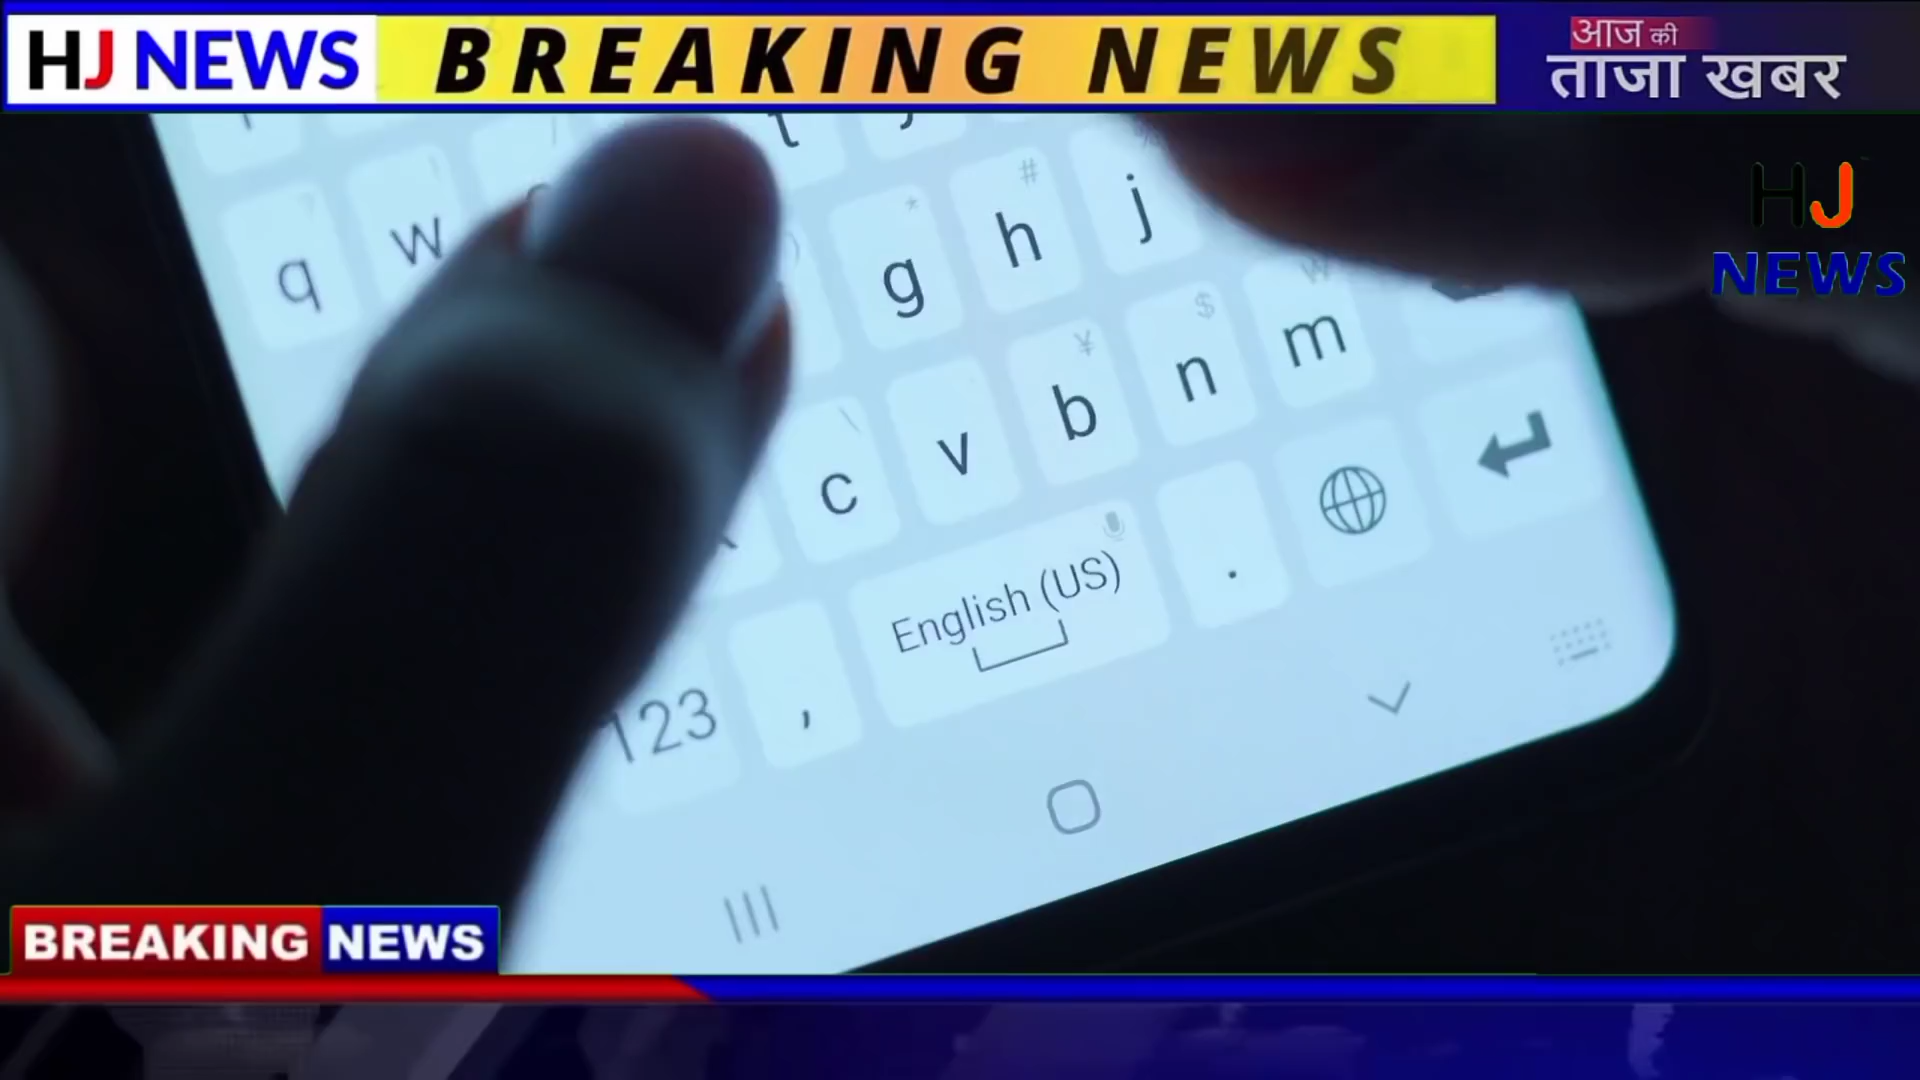 HJ NEWS
BREAKING NEWS
आज की
ताजा खबर
HJ
NEWS
t
q w g h j
* #
c v b n m
\ ¥ $ ₩
123 , English (US) .
BREAKING NEWS